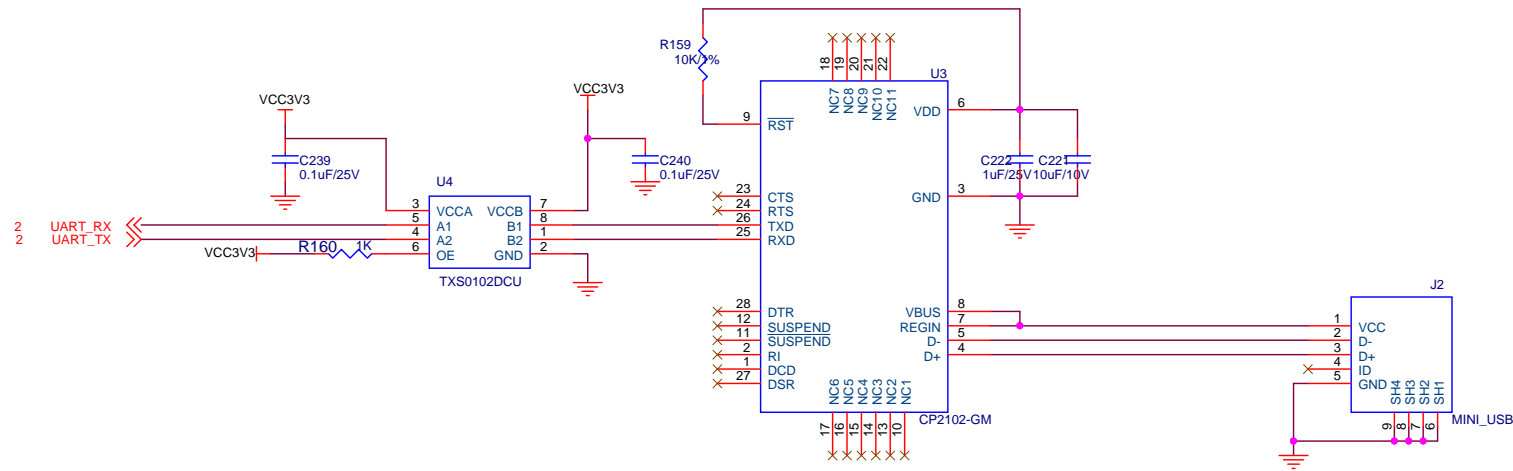 R159
10K/1%
U3
18
19
20
21
22
NC7
NC8
NC9
NC10
NC11
VCC3V3
VCC3V3
9
RST
VDD
6
C239
0.1uF/25V
C240
0.1uF/25V
C222
1uF/25V
C221
10uF/10V
U4
23
CTS
24
RTS
GND
3
3
VCCA
VCCB
7
2
UART_RX
5
A1
B1
8
26
TXD
2
UART_TX
4
A2
B2
1
25
RXD
VCC3V3
R160
1K
6
OE
GND
2
TXS0102DCU
J2
28
DTR
VBUS
8
12
SUSPEND
REGIN
7
1
VCC
11
SUSPEND
D-
5
2
D-
2
RI
D+
4
3
D+
1
DCD
4
ID
27
DSR
5
GND
NC6
NC5
NC4
NC3
NC2
NC1
SH4
SH3
SH2
SH1
17
16
15
14
13
10
CP2102-GM
9
8
7
6
MINI_USB